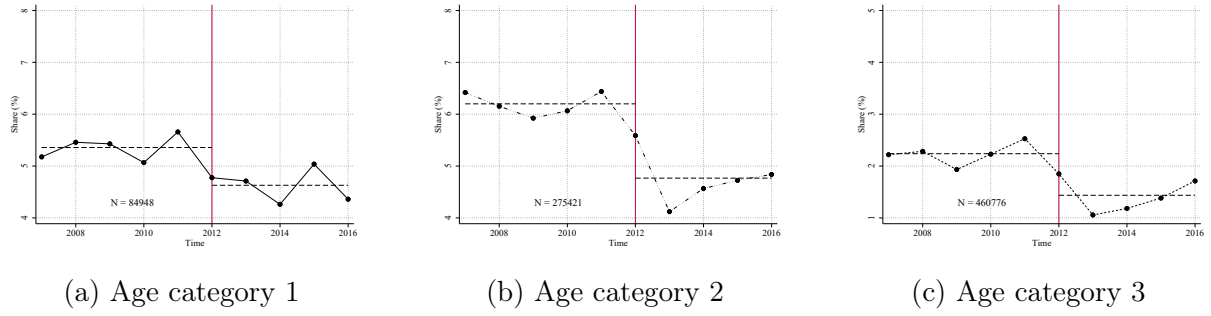 8
7
6
5
4
Share (%)
N = 84948
2008
2010
2012
2014
2016
Time
(a) Age category 1
8
7
6
5
4
Share (%)
N = 275421
2008
2010
2012
2014
2016
Time
(b) Age category 2
5
4
3
2
1
Share (%)
N = 460776
2008
2010
2012
2014
2016
Time
(c) Age category 3